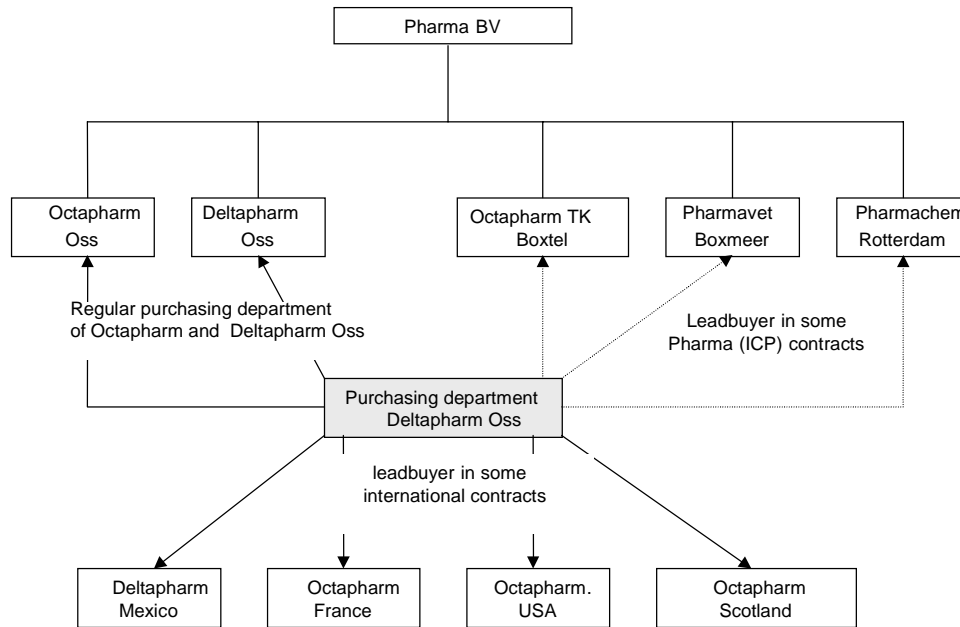 Pharma BV
Octapharm
Oss
Deltapharm
Oss
Octapharm TK
Boxtel
Pharmavet
Boxmeer
Pharmachem
Rotterdam
Regular purchasing department
of Octapharm and Deltapharm Oss
Leadbuyer in some
Pharma (ICP) contracts
Purchasing department
Deltapharm Oss
leadbuyer in some
international contracts
Deltapharm
Mexico
Octapharm
France
Octapharm.
USA
Octapharm
Scotland